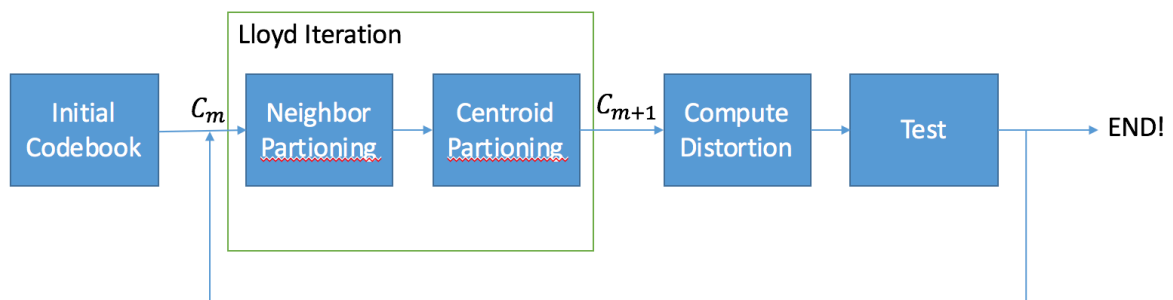 Lloyd Iteration
Initial
Codebook
C_m
Neighbor
Partioning
Centroid
Partioning
C_{m+1}
Compute
Distortion
Test
END!